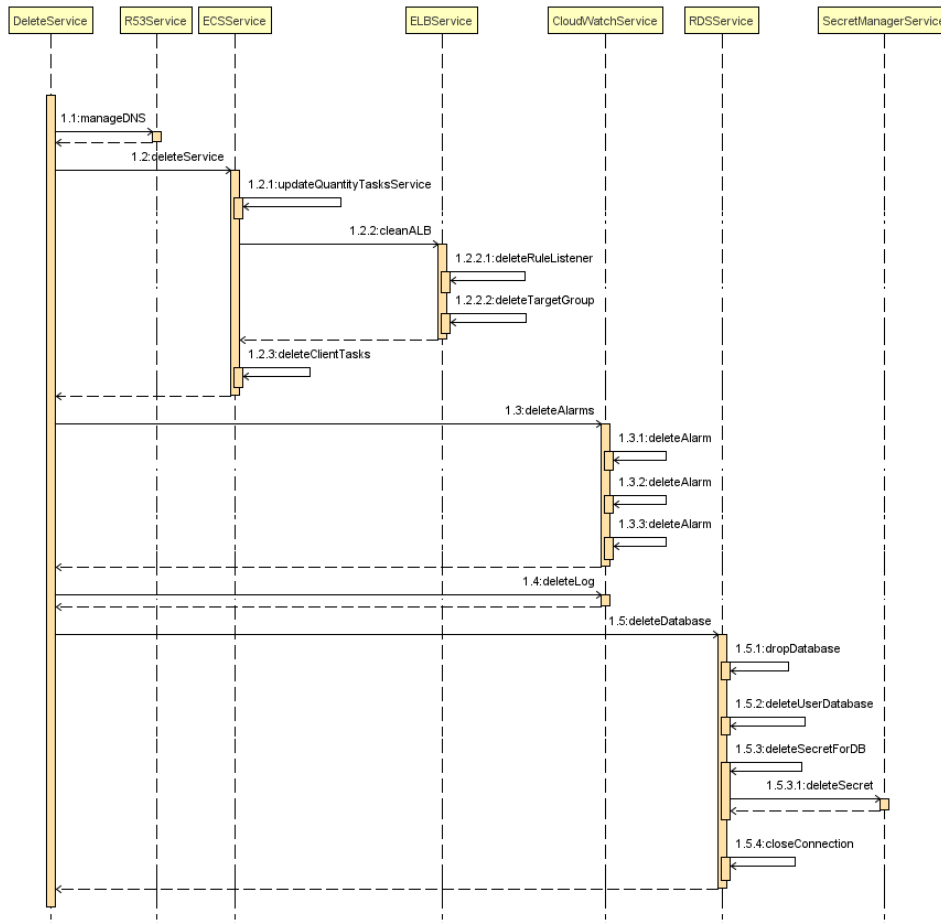 DeleteService R53Service ECSService ELBService CloudWatchService RDSService SecretManagerService
1.1:manageDNS
1.2:deleteService
1.2.1:updateQuantityTasksService
1.2.2:cleanALB
1.2.2.1:deleteRuleListener
1.2.2.2:deleteTargetGroup
1.2.3:deleteClientTasks
1.3:deleteAlarms
1.3.1:deleteAlarm
1.3.2:deleteAlarm
1.3.3:deleteAlarm
1.4:deleteLog
1.5:deleteDatabase
1.5.1:dropDatabase
1.5.2:deleteUserDatabase
1.5.3:deleteSecretForDB
1.5.3.1:deleteSecret
1.5.4:closeConnection